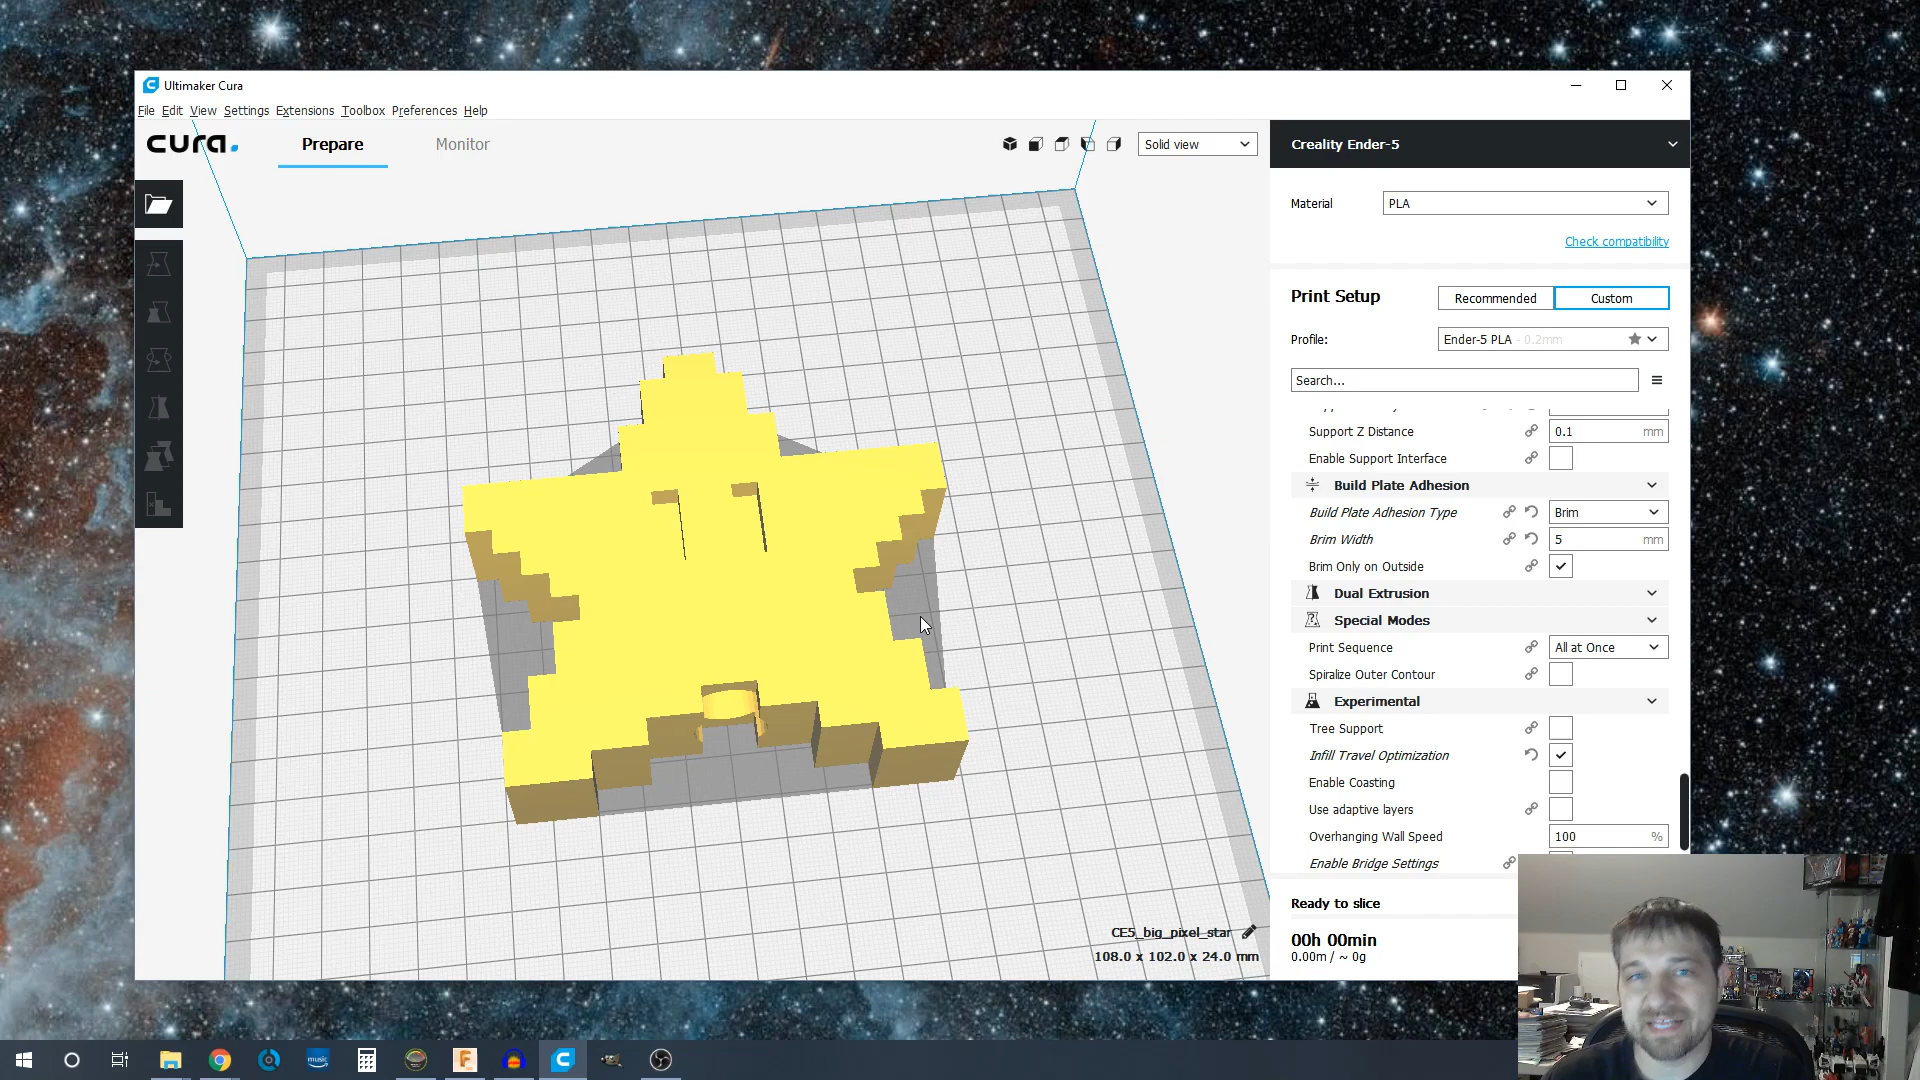 Ultimaker Cura
File Edit View Settings Extensions Toolbox Preferences Help
cura.
Prepare
Monitor
Solid view
Creality Ender-5
Material
PLA
Check compatibility
Print Setup
Recommended
Custom
Profile:
Ender-5 PLA - 0.2mm
Search...
Support Z Distance
0.1 mm
Enable Support Interface
Build Plate Adhesion
Build Plate Adhesion Type
Brim
Brim Width
5 mm
Brim Only on Outside
Dual Extrusion
Special Modes
Print Sequence
All at Once
Spiralize Outer Contour
Experimental
Tree Support
Infill Travel Optimization
Enable Coasting
Use adaptive layers
Overhanging Wall Speed
100 %
Enable Bridge Settings
CE5_big_pixel_star
108.0 x 102.0 x 24.0 mm
Ready to slice
00h 00min
0.00m / ~ 0g
music